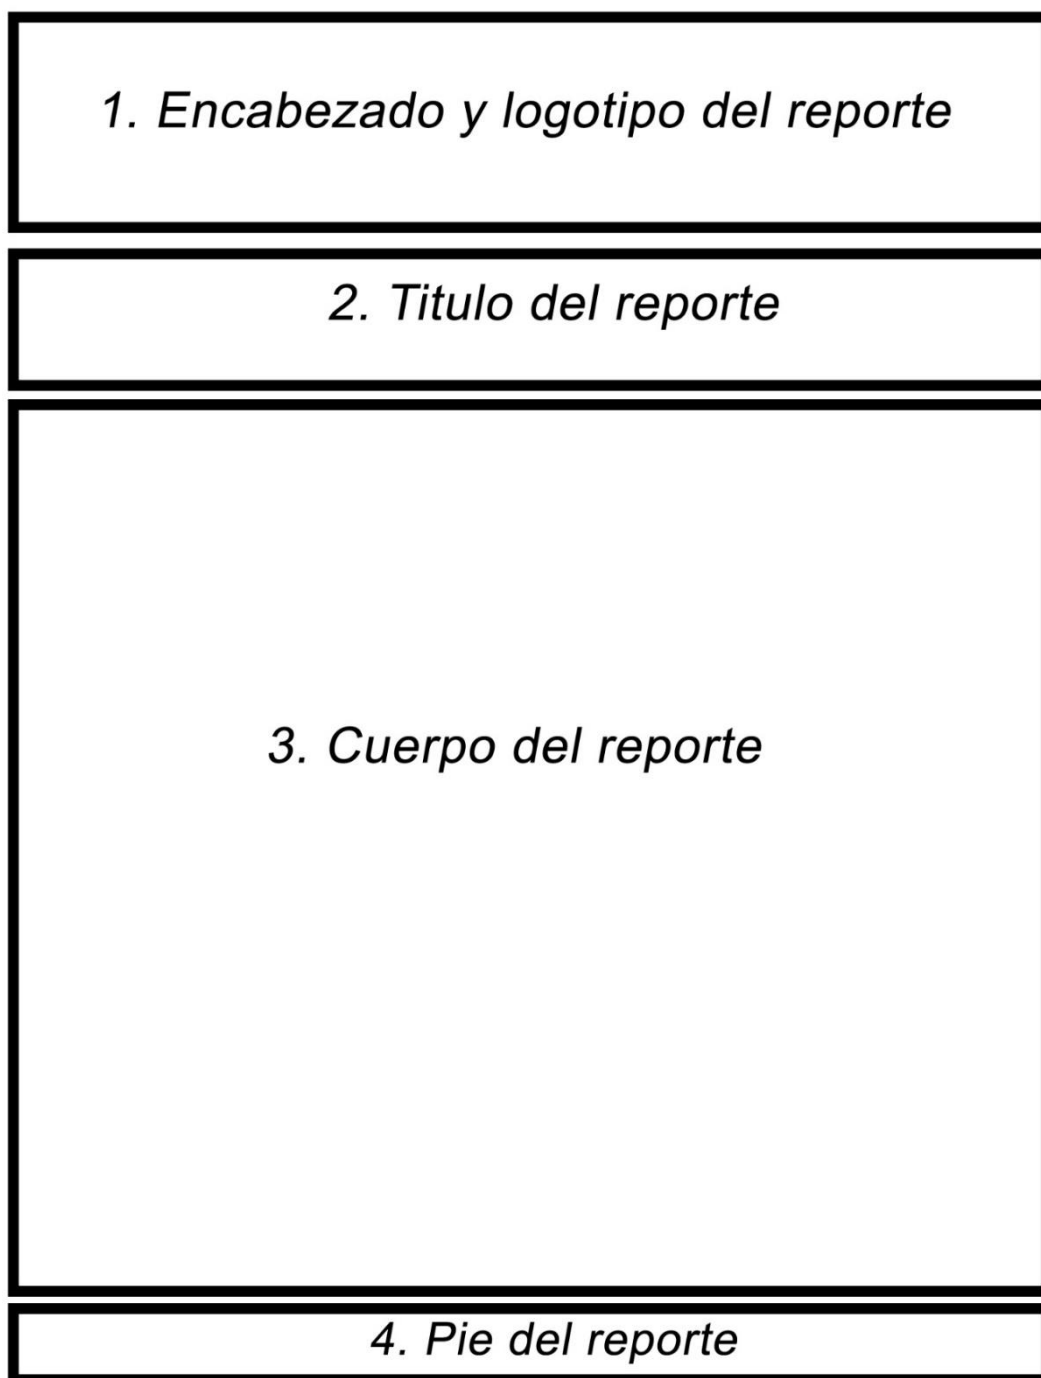 1. Encabezado y logotipo del reporte
2. Titulo del reporte
3. Cuerpo del reporte
4. Pie del reporte